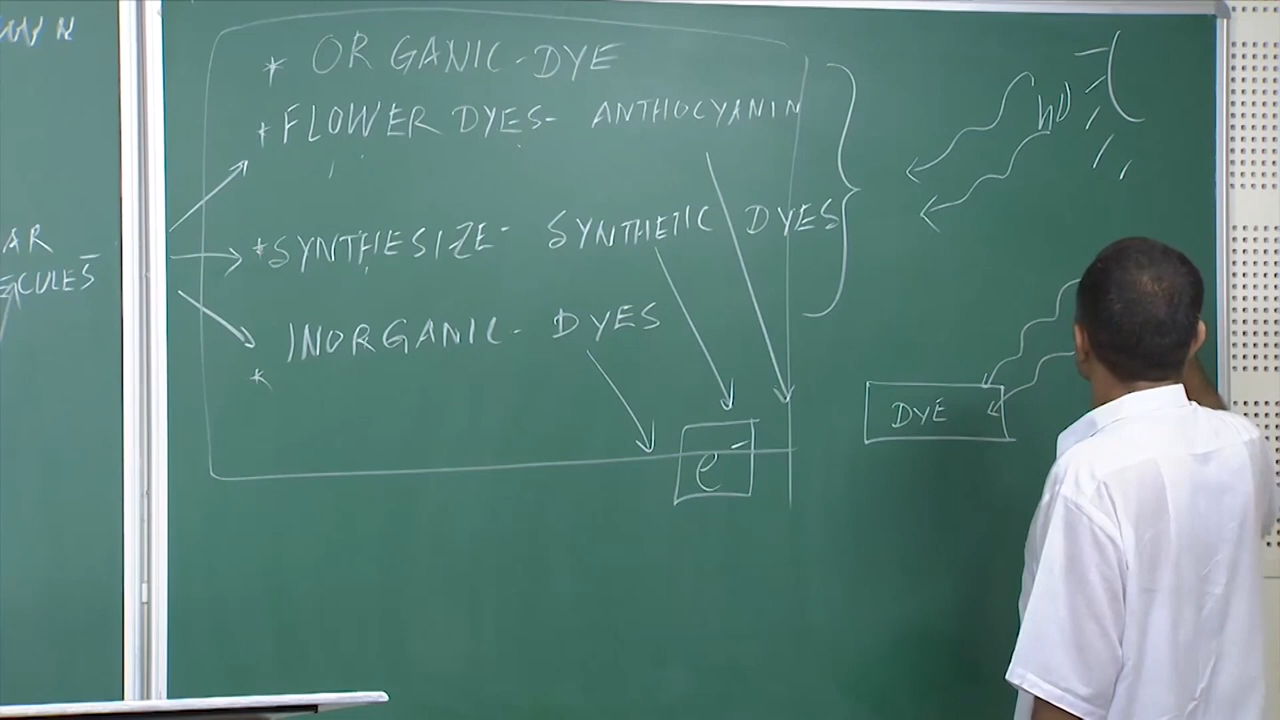 * ORGANIC-DYE
* FLOWER DYES- ANTHOCYANIN
*SYNTHESIZE- SYNTHETIC DYES
* INORGANIC- DYES
e-
hν
DYE
AR
ECULES